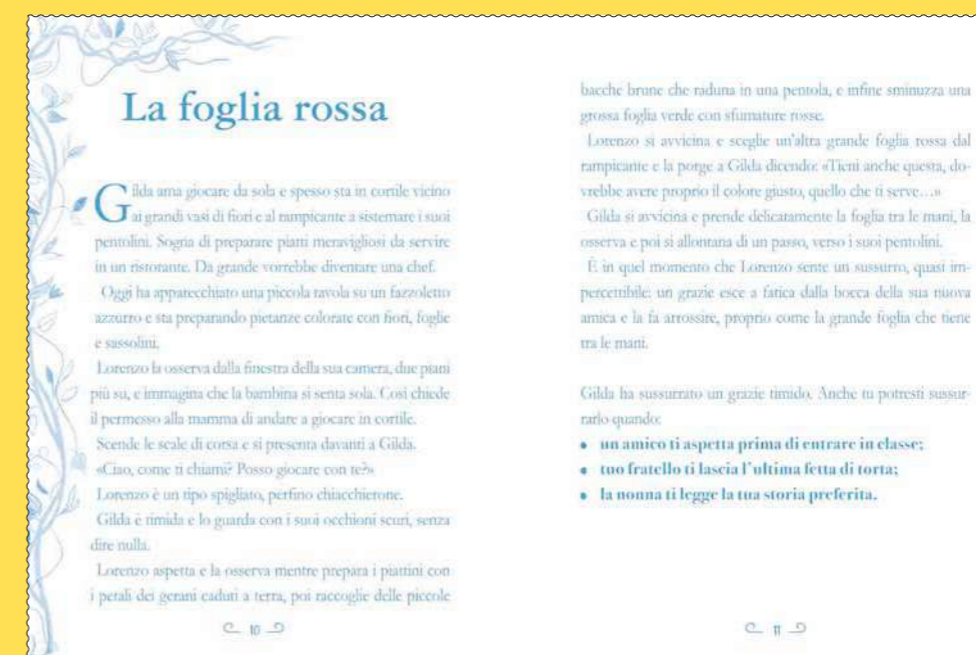 La foglia rossa
Gilda ama giocare da sola e spesso sta in cortile vicino
ai grandi vasi di fiori e al rampicante a sistemare i suoi
pentolini. Sogna di preparare piatti meravigliosi da servire
in un ristorante. Da grande vorrebbe diventare una chef.
Oggi ha apparecchiato una piccola tavola su un fazzoletto
azzurro e sta preparando pietanze colorate con fiori, foglie
e sassolini.
Lorenzo la osserva dalla finestra della sua camera, due piani
più su, e immagina che la bambina si senta sola. Così chiede
il permesso alla mamma di andare a giocare in cortile.
Scende le scale di corsa e si presenta davanti a Gilda.
«Ciao, come ti chiami? Posso giocare con te?»
Lorenzo è un tipo spigliato, perfino chiacchierone.
Gilda è timida e lo guarda con i suoi occhioni scuri, senza
dire nulla.
Lorenzo aspetta e la osserva mentre prepara i piattini con
i petali dei gerani caduti a terra, poi raccoglie delle piccole
10
bacche brune che raduna in una pentola, e infine sminuzza una
grossa foglia verde con sfumature rosse.
Lorenzo si avvicina e sceglie un'altra grande foglia rossa dal
rampicante e la porge a Gilda dicendo: «Tieni anche questa, do-
vrebbe avere proprio il colore giusto, quello che ti serve…»
Gilda si avvicina e prende delicatamente la foglia tra le mani, la
osserva e poi si allontana di un passo, verso i suoi pentolini.
È in quel momento che Lorenzo sente un sussurro, quasi im-
percettibile: un grazie esce a fatica dalla bocca della sua nuova
amica e la fa arrossire, proprio come la grande foglia che tiene
tra le mani.
Gilda ha sussurrato un grazie timido. Anche tu potresti sussur-
rarlo quando:
• un amico ti aspetta prima di entrare in classe;
• tuo fratello ti lascia l'ultima fetta di torta;
• la nonna ti legge la tua storia preferita.
11